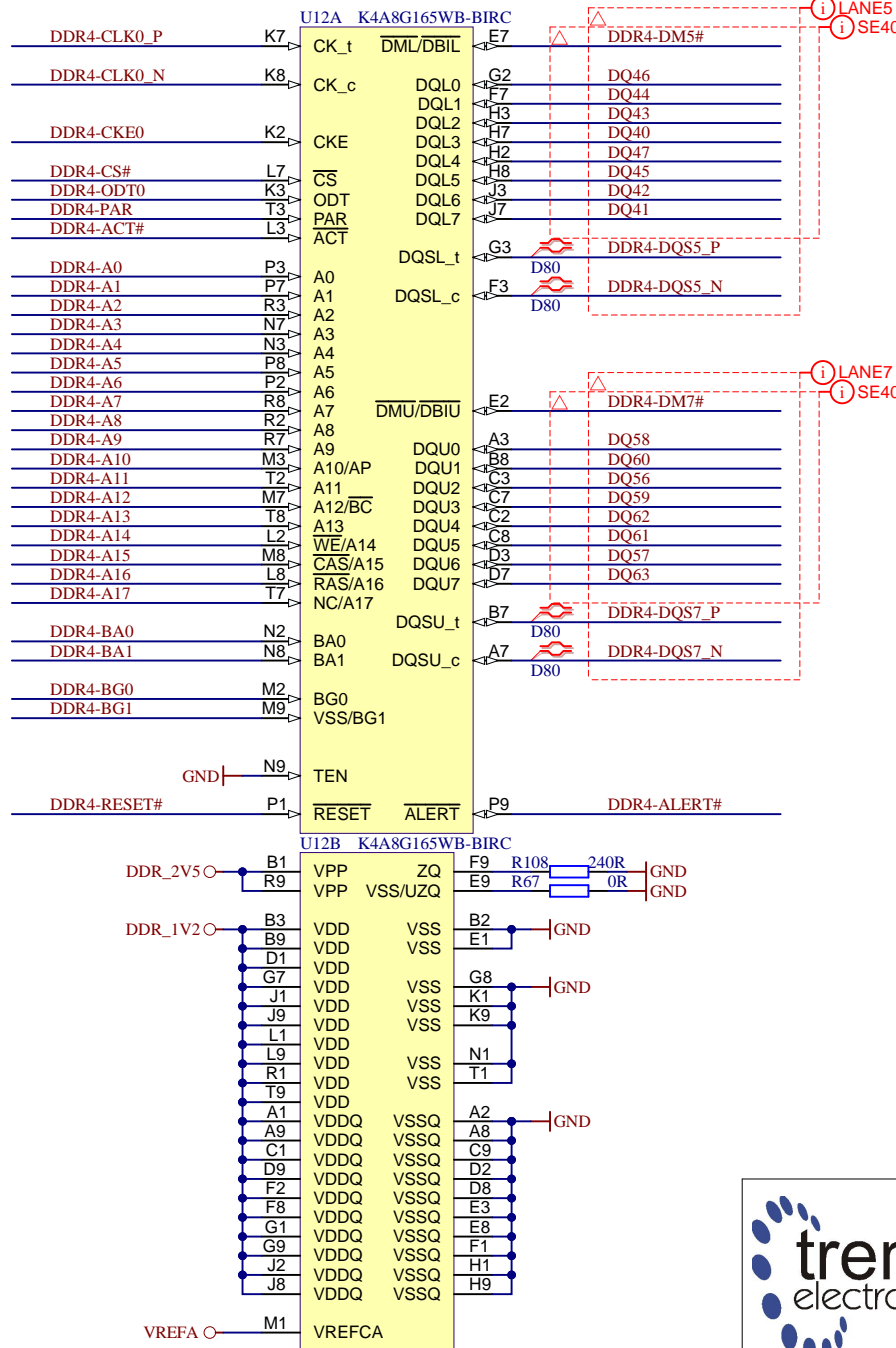 U12A K4A8G165WB-BIRC
LANE5
SE40
DDR4-CLK0_P K7 CK_t DML/DBIL E7 DDR4-DM5#
DDR4-CLK0_N K8 CK_c DQL0 G2 DQ46
DQL1 F7 DQ44
DQL2 H3 DQ43
DDR4-CKE0 K2 CKE DQL3 H7 DQ40
DQL4 H2 DQ47
DDR4-CS# L7 CS DQL5 H8 DQ45
DDR4-ODT0 K3 ODT DQL6 J3 DQ42
DDR4-PAR T3 PAR DQL7 J7 DQ41
DDR4-ACT# L3 ACT
DQSL_t G3 D80 DDR4-DQS5_P
DDR4-A0 P3 A0
DDR4-A1 P7 A1 DQSL_c F3 D80 DDR4-DQS5_N
DDR4-A2 R3 A2
DDR4-A3 N7 A3
DDR4-A4 N3 A4
DDR4-A5 P8 A5
LANE7
DDR4-A6 P2 A6
SE40
DDR4-A7 R8 A7 DMU/DBIU E2 DDR4-DM7#
DDR4-A8 R2 A8
DDR4-A9 R7 A9 DQU0 A3 DQ58
DDR4-A10 M3 A10/AP DQU1 B8 DQ60
DDR4-A11 T2 A11 DQU2 C3 DQ56
DDR4-A12 M7 A12/BC DQU3 C7 DQ59
DDR4-A13 T8 A13 DQU4 C2 DQ62
DDR4-A14 L2 WE/A14 DQU5 C8 DQ61
DDR4-A15 M8 CAS/A15 DQU6 D3 DQ57
DDR4-A16 L8 RAS/A16 DQU7 D7 DQ63
DDR4-A17 T7 NC/A17
DQSU_t B7 D80 DDR4-DQS7_P
DDR4-BA0 N2 BA0
DDR4-BA1 N8 BA1 DQSU_c A7 D80 DDR4-DQS7_N
DDR4-BG0 M2 BG0
DDR4-BG1 M9 VSS/BG1
GND N9 TEN
DDR4-RESET# P1 RESET ALERT P9 DDR4-ALERT#
U12B K4A8G165WB-BIRC
DDR_2V5 B1 VPP ZQ F9 R108 240R GND
R9 VPP VSS/UZQ E9 R67 0R GND
DDR_1V2 B3 VDD VSS B2 GND
B9 VDD VSS E1
D1 VDD
G7 VDD VSS G8 GND
J1 VDD VSS K1
J9 VDD VSS K9
L1 VDD
L9 VDD VSS N1
R1 VDD VSS T1
T9 VDD
A1 VDDQ VSSQ A2 GND
A9 VDDQ VSSQ A8
C1 VDDQ VSSQ C9
D9 VDDQ VSSQ D2
F2 VDDQ VSSQ D8
F8 VDDQ VSSQ E3
G1 VDDQ VSSQ E8
G9 VDDQ VSSQ F1
J2 VDDQ VSSQ H1
J8 VDDQ VSSQ H9
VREFA M1 VREFCA
tren
electro